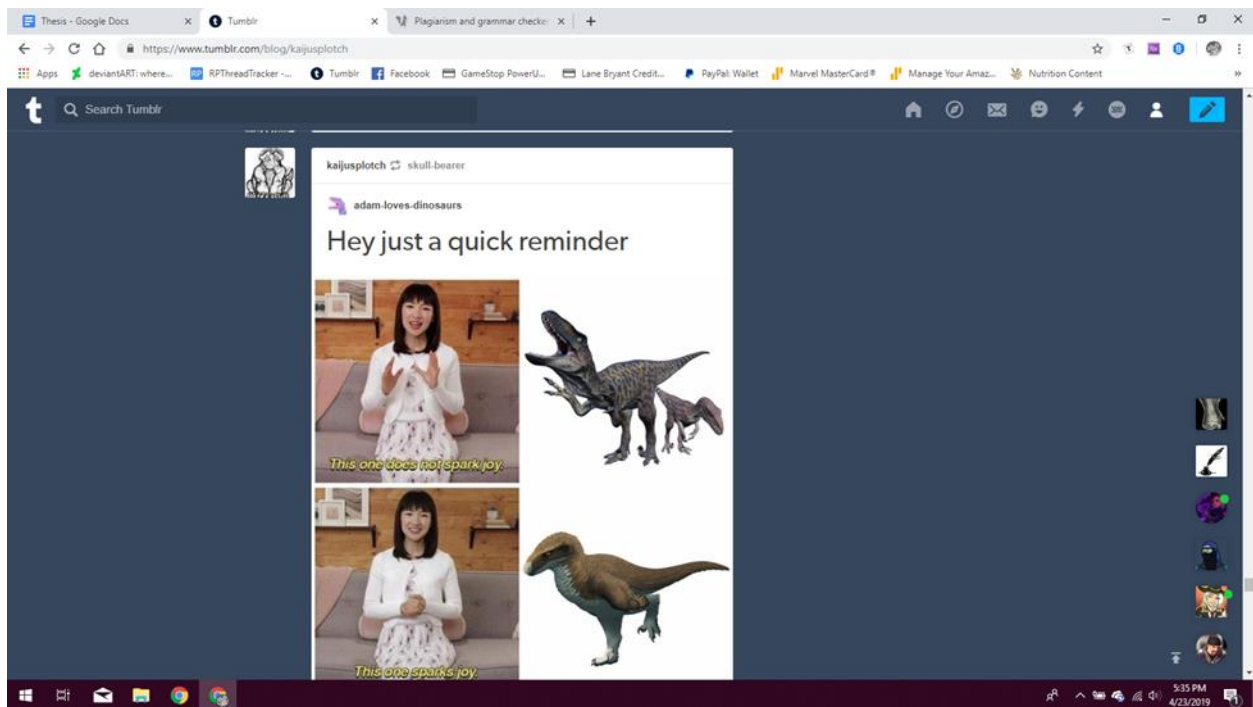 Thesis - Google Docs
Tumblr
Plagiarism and grammar checker
https://www.tumblr.com/blog/kaijusplotch
Apps
deviantART: where...
RPThreadTracker -...
Tumblr
Facebook
GameStop PowerU...
Lane Bryant Credit...
PayPal: Wallet
Marvel MasterCard®
Manage Your Amaz...
Nutrition Content
Search Tumblr
kaijusplotch skull-bearer
adam-loves-dinosaurs
Hey just a quick reminder
This one does not spark joy.
This one sparks joy.
5:35 PM
4/23/2019